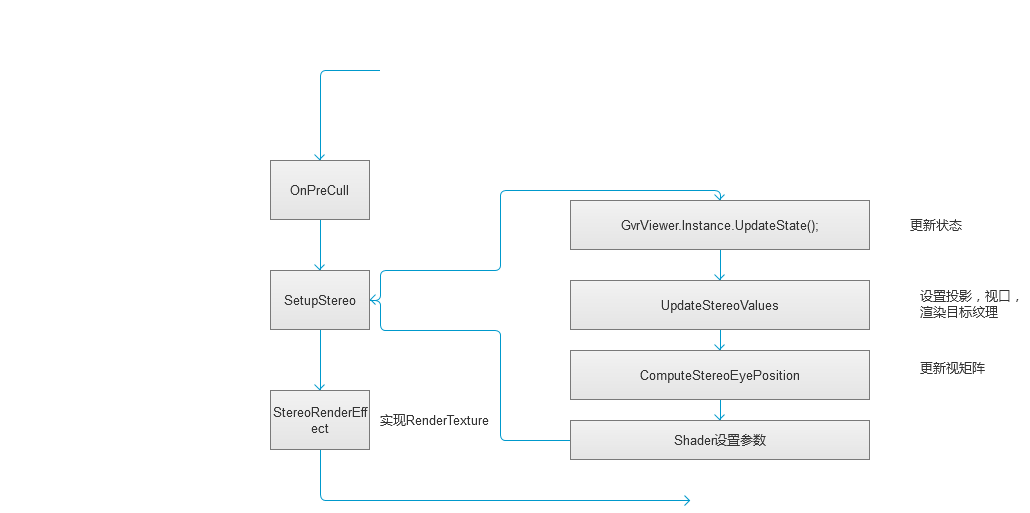 OnPreCull
GvrViewer.Instance.UpdateState();
更新状态
SetupStereo
UpdateStereoValues
设置投影，视口，
渲染目标纹理
ComputeStereoEyePosition
更新视矩阵
StereoRenderEff
ect
实现RenderTexture
Shader设置参数